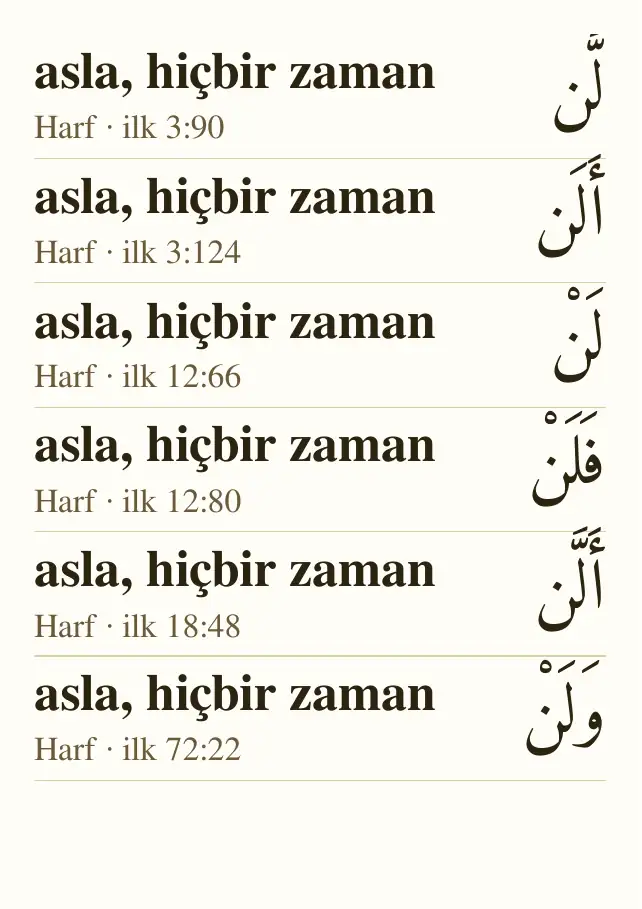 asla, hiçbir zaman لَّن
Harf · ilk 3:90
asla, hiçbir zaman أَلَن
Harf · ilk 3:124
asla, hiçbir zaman لَنْ
Harf · ilk 12:66
asla, hiçbir zaman فَلَنْ
Harf · ilk 12:80
asla, hiçbir zaman أَلَّن
Harf · ilk 18:48
asla, hiçbir zaman وَلَنْ
Harf · ilk 72:22